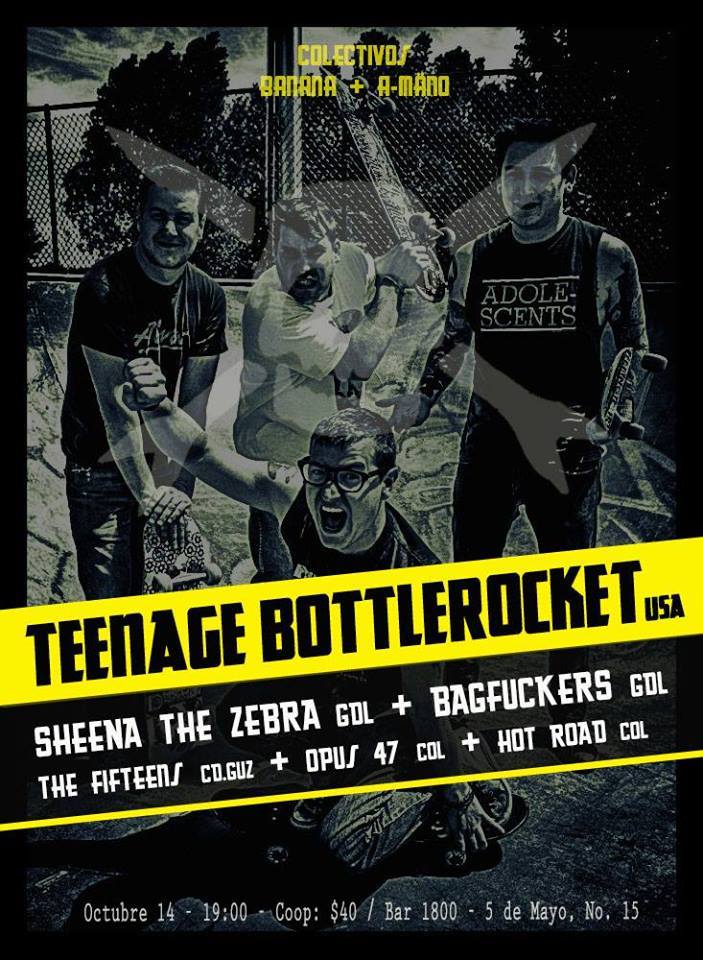 COLECTIVOS
BANANA + A-MÄNO
ADOLE-
SCENTS
TEENAGE BOTTLEROCKET USA
SHEENA THE ZEBRA GDL + BAGFUCKERS GDL
THE FIFTEENS CD.GUZ + OPUS 47 COL + HOT ROAD COL
Octubre 14 - 19:00 - Coop: $40 / Bar 1800 - 5 de Mayo, No. 15